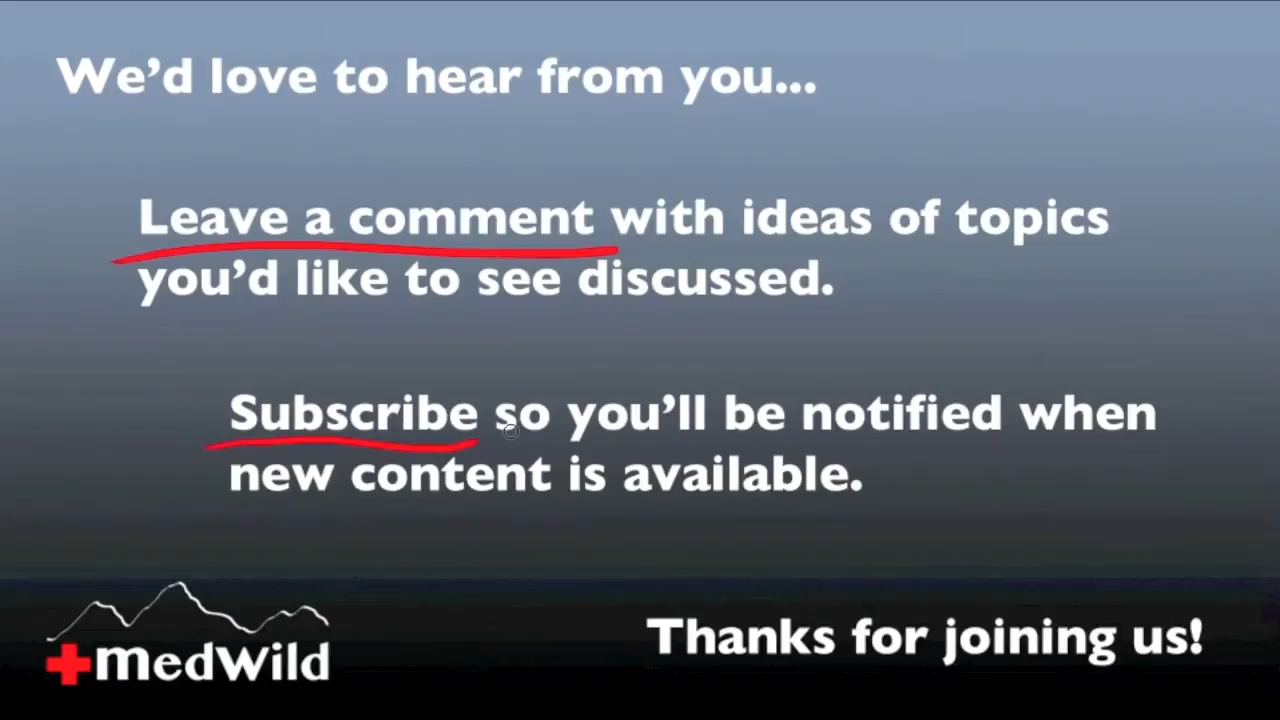 We’d love to hear from you...
Leave a comment with ideas of topics
you’d like to see discussed.
Subscribe so you’ll be notified when
new content is available.
medwild
Thanks for joining us!